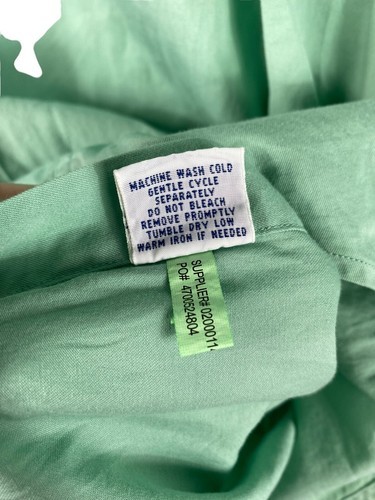 MACHINE WASH COLD
GENTLE CYCLE
SEPARATELY
DO NOT BLEACH
REMOVE PROMPTLY
TUMBLE DRY LOW
WARM IRON IF NEEDED
SUPPLIER# 0200011
PO# 4700524804